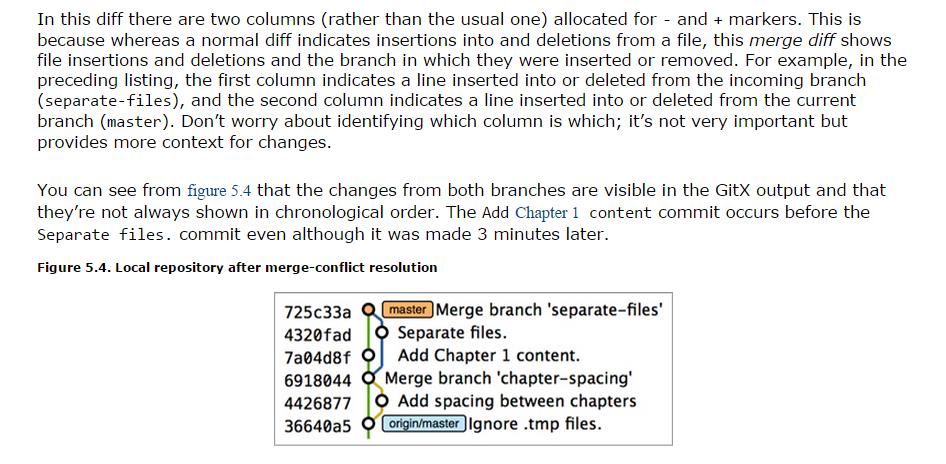 In this diff there are two columns (rather than the usual one) allocated for - and + markers. This is
because whereas a normal diff indicates insertions into and deletions from a file, this merge diff shows
file insertions and deletions and the branch in which they were inserted or removed. For example, in the
preceding listing, the first column indicates a line inserted into or deleted from the incoming branch
(separate-files), and the second column indicates a line inserted into or deleted from the current
branch (master). Don't worry about identifying which column is which; it's not very important but
provides more context for changes.
You can see from figure 5.4 that the changes from both branches are visible in the GitX output and that
they're not always shown in chronological order. The Add Chapter 1 content commit occurs before the
Separate files. commit even although it was made 3 minutes later.
Figure 5.4. Local repository after merge-conflict resolution
725c33a master Merge branch 'separate-files'
4320fad Separate files.
7a04d8f Add Chapter 1 content.
6918044 Merge branch 'chapter-spacing'
4426877 Add spacing between chapters
36640a5 origin/master Ignore .tmp files.